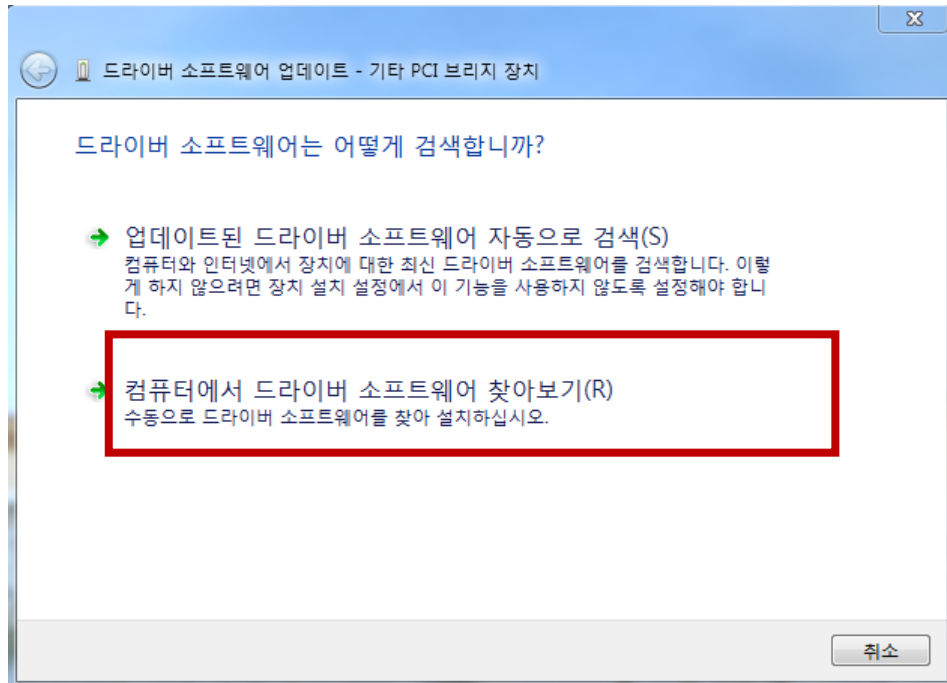 드라이버 소프트웨어 업데이트 - 기타 PCI 브리지 장치
드라이버 소프트웨어는 어떻게 검색합니까?
업데이트된 드라이버 소프트웨어 자동으로 검색(S)
컴퓨터와 인터넷에서 장치에 대한 최신 드라이버 소프트웨어를 검색합니다. 이렇
게 하지 않으려면 장치 설치 설정에서 이 기능을 사용하지 않도록 설정해야 합니
다.
컴퓨터에서 드라이버 소프트웨어 찾아보기(R)
수동으로 드라이버 소프트웨어를 찾아 설치하십시오.
취소